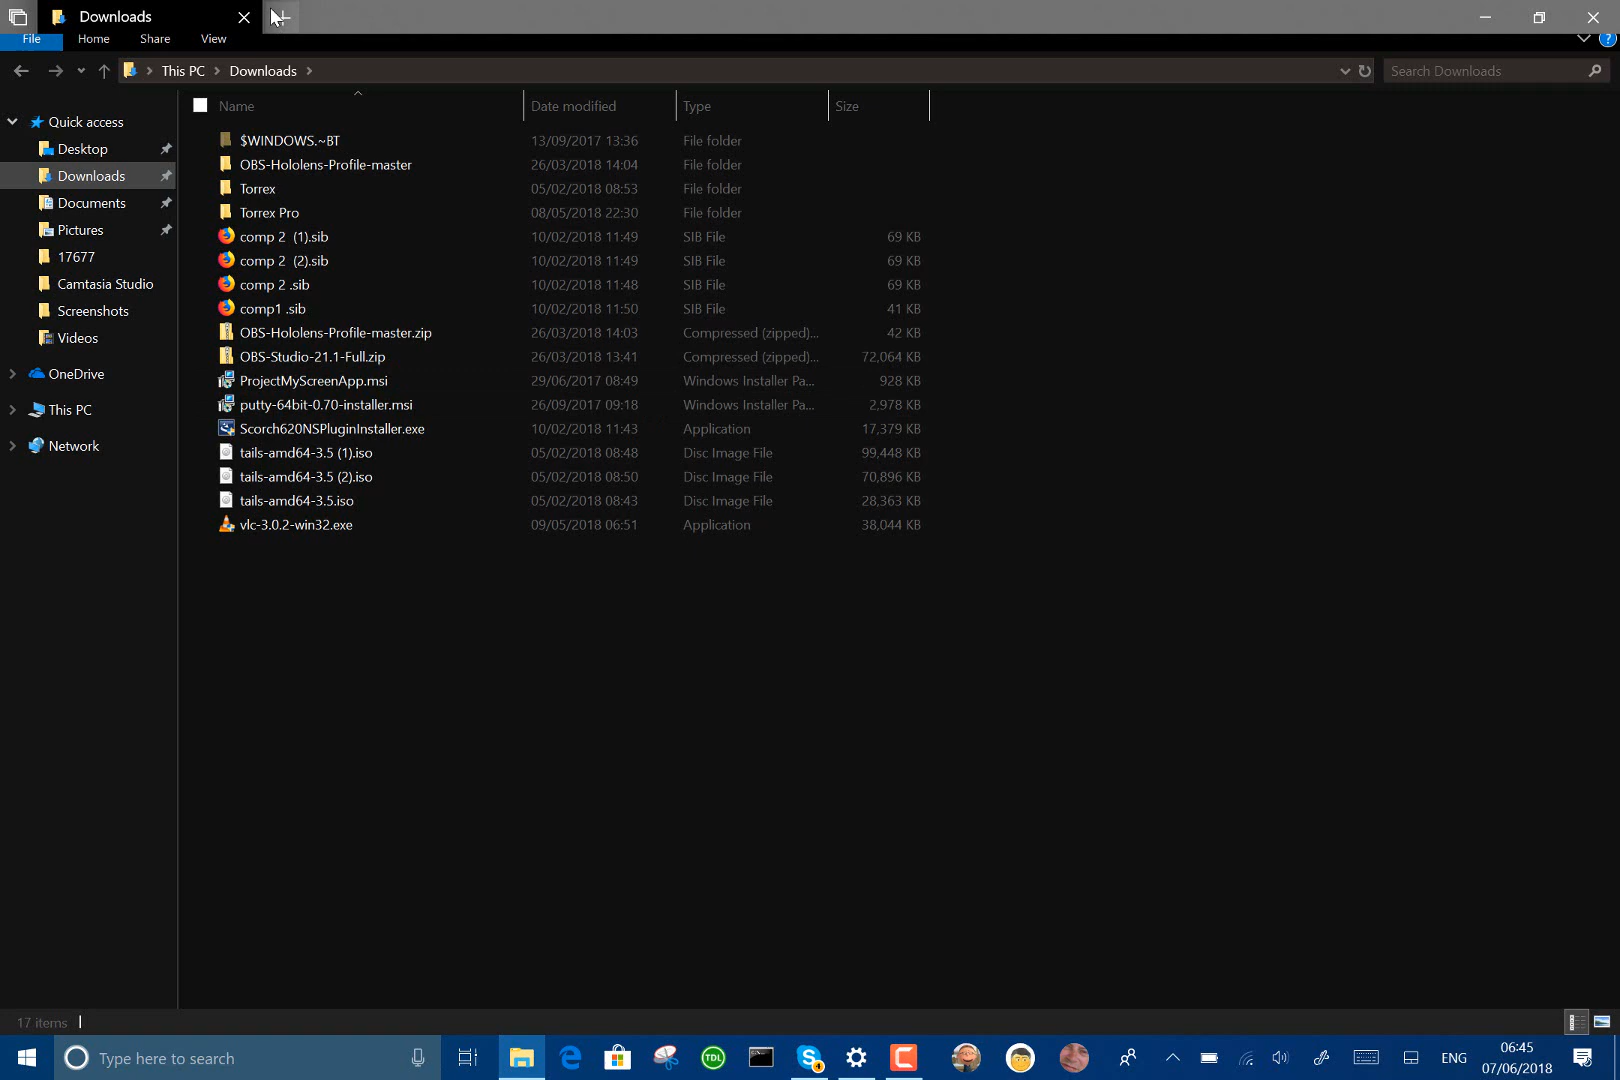 Downloads
File Home Share View
This PC Downloads Search Downloads
Name Date modified Type Size
Quick access
Desktop
Downloads
Documents
Pictures
17677
Camtasia Studio
Screenshots
Videos
OneDrive
This PC
Network
$WINDOWS.~BT 13/09/2017 13:36 File folder
OBS-Hololens-Profile-master 26/03/2018 14:04 File folder
Torrex 05/02/2018 08:53 File folder
Torrex Pro 08/05/2018 22:30 File folder
comp 2 (1).sib 10/02/2018 11:49 SIB File 69 KB
comp 2 (2).sib 10/02/2018 11:49 SIB File 69 KB
comp 2 .sib 10/02/2018 11:48 SIB File 69 KB
comp1 .sib 10/02/2018 11:50 SIB File 41 KB
OBS-Hololens-Profile-master.zip 26/03/2018 14:03 Compressed (zipped)... 42 KB
OBS-Studio-21.1-Full.zip 26/03/2018 13:41 Compressed (zipped)... 72,064 KB
ProjectMyScreenApp.msi 29/06/2017 08:49 Windows Installer Pa... 928 KB
putty-64bit-0.70-installer.msi 26/09/2017 09:18 Windows Installer Pa... 2,978 KB
Scorch620NSPluginInstaller.exe 10/02/2018 11:43 Application 17,379 KB
tails-amd64-3.5 (1).iso 05/02/2018 08:48 Disc Image File 99,448 KB
tails-amd64-3.5 (2).iso 05/02/2018 08:50 Disc Image File 70,896 KB
tails-amd64-3.5.iso 05/02/2018 08:43 Disc Image File 28,363 KB
vlc-3.0.2-win32.exe 09/05/2018 06:51 Application 38,044 KB
17 items
Type here to search TDL 4 ENG 06:45
07/06/2018